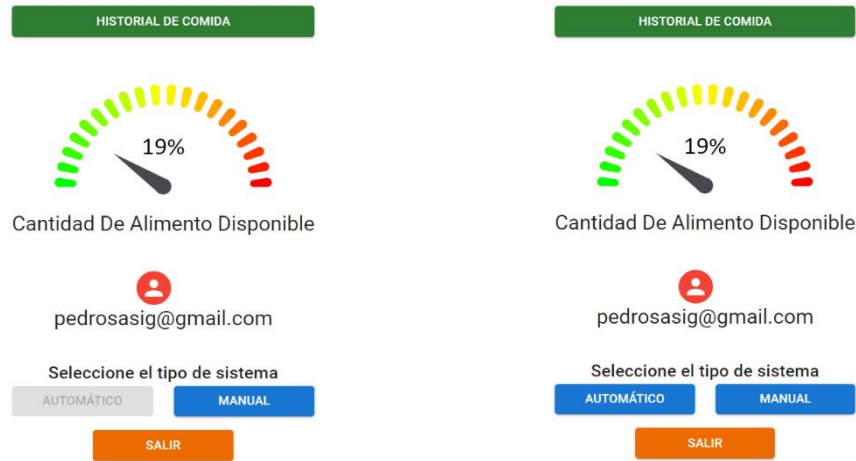 HISTORIAL DE COMIDA
19%
Cantidad De Alimento Disponible
pedrosasig@gmail.com
Seleccione el tipo de sistema
AUTOMÁTICO MANUAL
SALIR
HISTORIAL DE COMIDA
19%
Cantidad De Alimento Disponible
pedrosasig@gmail.com
Seleccione el tipo de sistema
AUTOMÁTICO MANUAL
SALIR